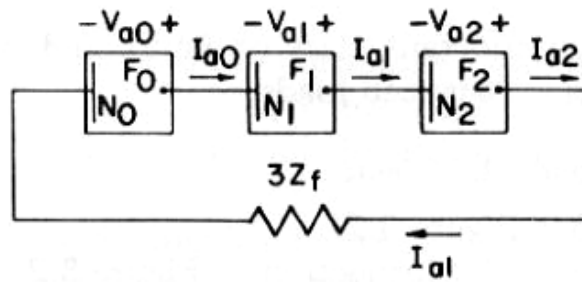 -Va0+ -Va1+ -Va2+
F0 Ia0 F1 Ia1 F2 Ia2
N0 N1 N2
3Zf
Ia1